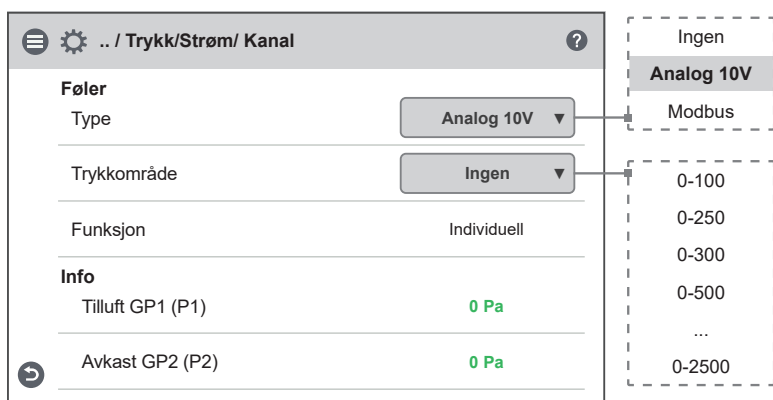 .. / Trykk/Strøm/ Kanal
?
Føler
Type
Analog 10V ▼
Trykkområde
Ingen ▼
Funksjon
Individuell
Info
Tilluft GP1 (P1)
0 Pa
Avkast GP2 (P2)
0 Pa
Ingen
Analog 10V
Modbus
0-100
0-250
0-300
0-500
...
0-2500